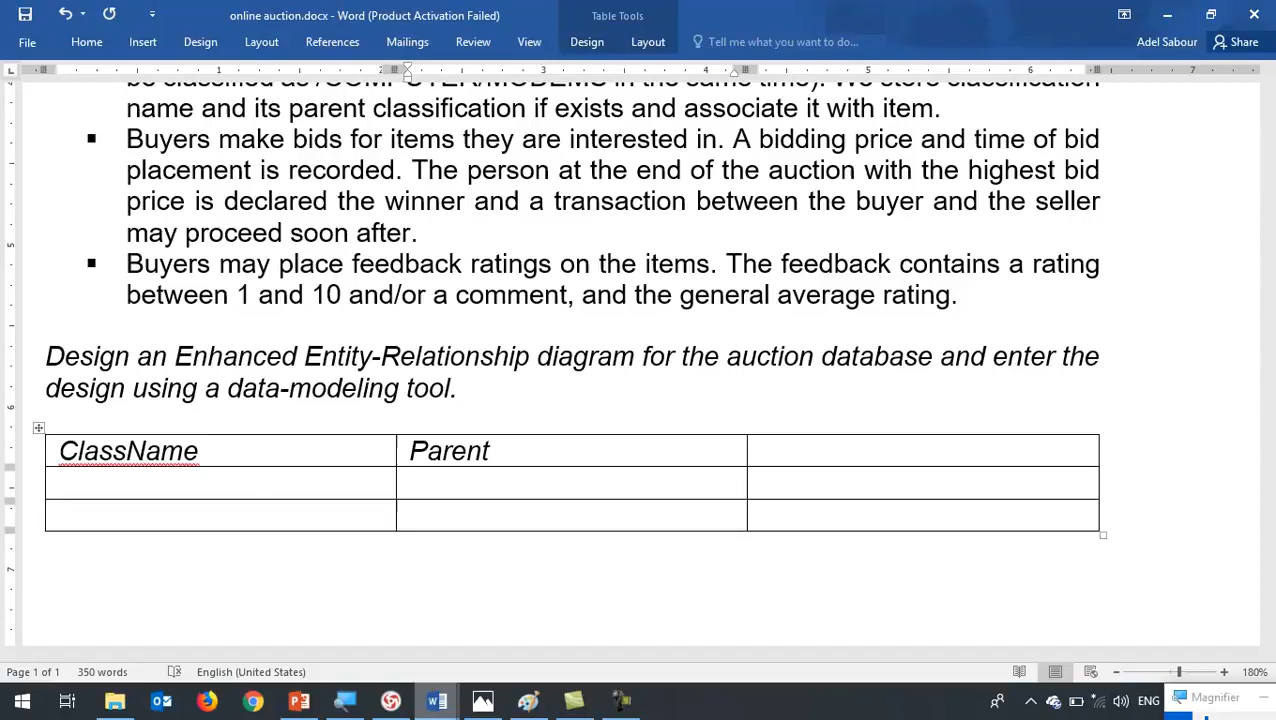 online auction.docx - Word (Product Activation Failed)
Table Tools
File Home Insert Design Layout References Mailings Review View Design Layout Tell me what you want to do... Adel Sabour Share
1 2 3 4 5 6 7
name and its parent classification if exists and associate it with item.
▪ Buyers make bids for items they are interested in. A bidding price and time of bid
placement is recorded. The person at the end of the auction with the highest bid
price is declared the winner and a transaction between the buyer and the seller
may proceed soon after.
▪ Buyers may place feedback ratings on the items. The feedback contains a rating
between 1 and 10 and/or a comment, and the general average rating.
Design an Enhanced Entity-Relationship diagram for the auction database and enter the
design using a data-modeling tool.
ClassName Parent
Page 1 of 1 350 words English (United States) 180%
ENG Magnifier